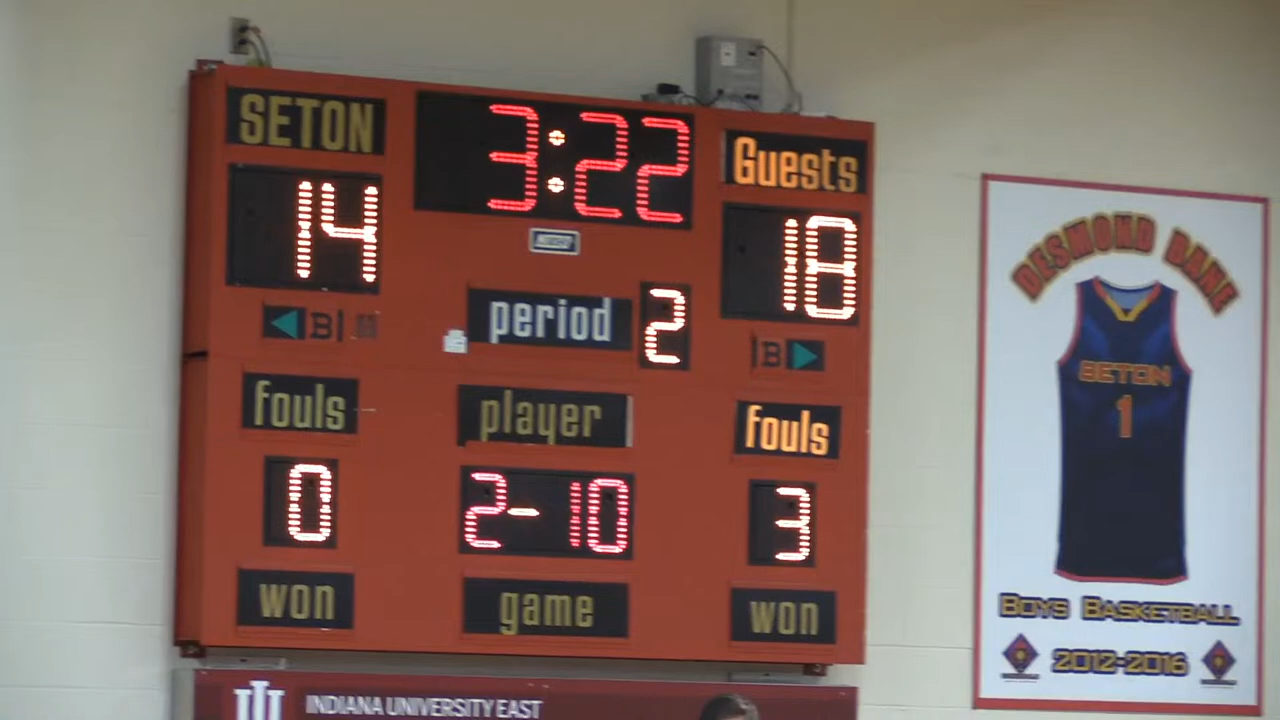 SETON
3:22
Guests
14
18
period 2
B
B
fouls
player
fouls
0
2-10
3
won
game
won
INDIANA UNIVERSITY EAST
DESMOND BANE
SETON
1
BOYS BASKETBALL
2012-2016